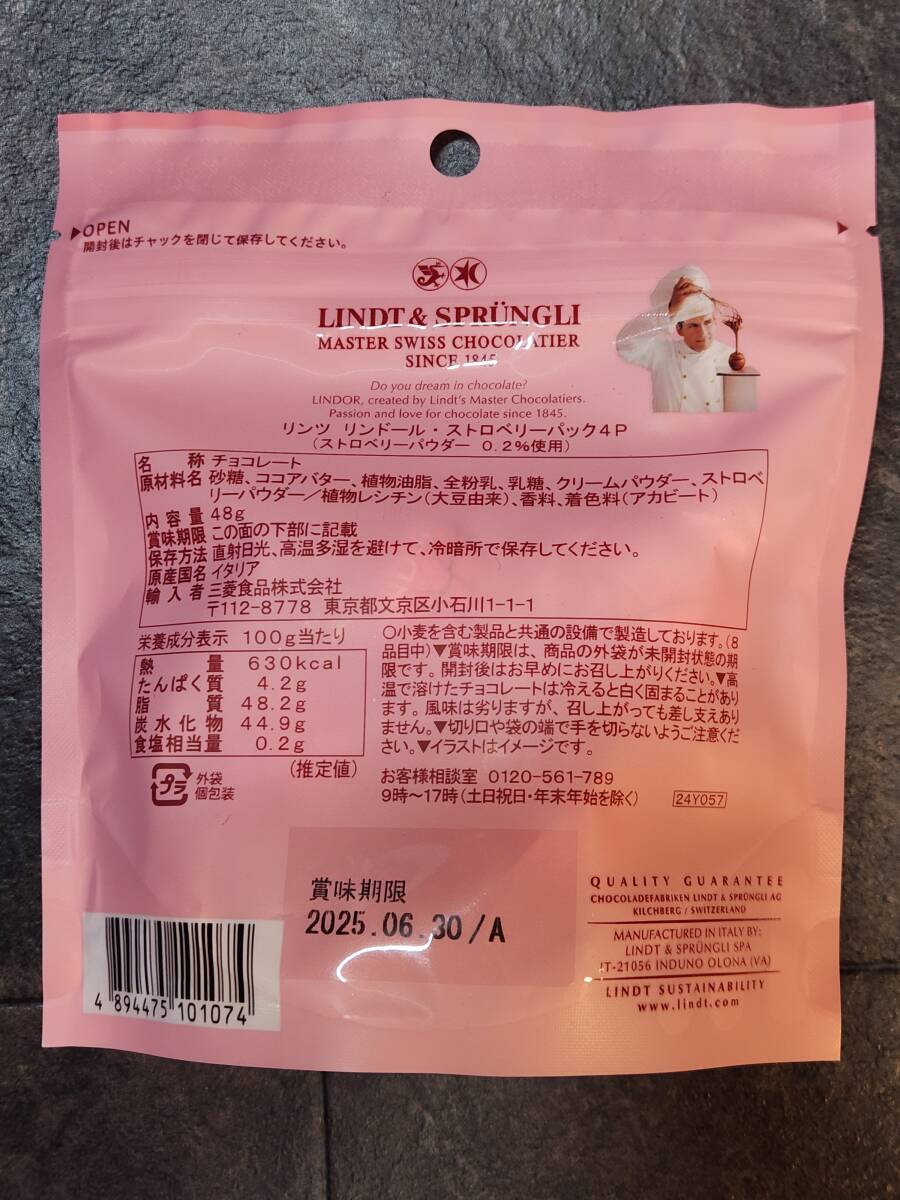 ▶OPEN
開封後はチャックを閉じて保存してください。
LINDT & SPRÜNGLI
MASTER SWISS CHOCOLATIER
SINCE 1845
Do you dream in chocolate?
LINDOR, created by Lindt's Master Chocolatiers.
Passion and love for chocolate since 1845.
リンツ リンドール・ストロベリーパック4P
(ストロベリーパウダー 0.2%使用)
名称 チョコレート
原材料名 砂糖、ココアバター、植物油脂、全粉乳、乳糖、クリームパウダー、ストロベ
リーパウダー/植物レシチン(大豆由来)、香料、着色料(アカビート)
内容量 48g
賞味期限 この面の下部に記載
保存方法 直射日光、高温多湿を避けて、冷暗所で保存してください。
原産国名 イタリア
輸入者 三菱食品株式会社
〒112-8778 東京都文京区小石川1-1-1
栄養成分表示 100g当たり
熱量 630kcal
たんぱく質 4.2g
脂質 48.2g
炭水化物 44.9g
食塩相当量 0.2g
(推定値)
〇小麦を含む製品と共通の設備で製造しております。(8
品目中)▼賞味期限は、商品の外袋が未開封状態の期
限です。開封後はお早めにお召し上がりください。▼高
温で溶けたチョコレートは冷えると白く固まることがあり
ます。風味は劣りますが、召し上がっても差し支えあり
ません。▼切り口や袋の端で手を切らないようご注意くだ
さい。▼イラストはイメージです。
プラ
外袋
個包装
お客様相談室 0120-561-789
9時~17時(土日祝日・年末年始を除く)
24Y057
賞味期限
2025.06.30/A
QUALITY GUARANTEE
CHOCOLADEFABRIKEN LINDT & SPRÜNGLI AG
KILCHBERG / SWITZERLAND
MANUFACTURED IN ITALY BY:
LINDT & SPRÜNGLI SPA
IT-21056 INDUNO OLONA (VA)
LINDT SUSTAINABILITY
www.lindt.com
4 894475 101074